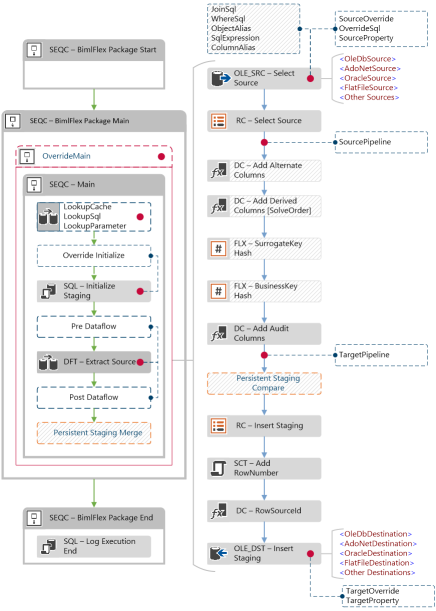 SEQC – BimlFlex Package Start
SEQC – BimlFlex Package Main
OverrideMain
SEQC – Main
LookupCache
LookupSql
LookupParameter
Override Initialize
SQL – Initialize
Staging
Pre Dataflow
DFT – Extract Source
Post Dataflow
Persistent Staging Merge
SEQC – BimlFlex Package End
SQL – Log Execution
End
JoinSql
WhereSql
ObjectAlias
SqlExpression
ColumnAlias
SourceOverride
OverrideSql
SourceProperty
OLE_SRC – Select
Source
<OleDbSource>
<AdoNetSource>
<OracleSource>
<FlatFileSource>
<Other Sources>
RC – Select Source
SourcePipeline
DC – Add Alternate
Columns
DC – Add Derived
Columns [SolveOrder]
#
FLX – SurrogateKey
Hash
#
FLX – BusinessKey
Hash
DC – Add Audit
Columns
TargetPipeline
Persistent Staging
Compare
RC – Insert Staging
SCT – Add
RowNumber
DC – RowSourceId
OLE_DST – Insert
Staging
<OleDbDestination>
<AdoNetDestination>
<OracleDestination>
<FlatFileDestination>
<Other Destinations>
TargetOverride
TargetProperty